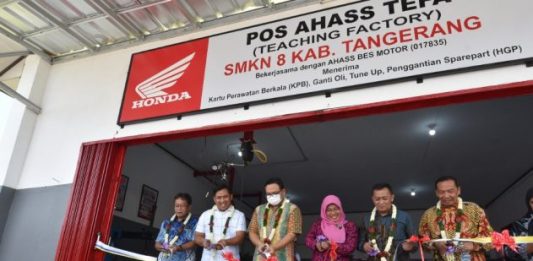 POS AHASS TEFA
(TEACHING FACTORY)
SMKN 8 KAB. TANGERANG
Bekerjasama dengan AHASS BES MOTOR (017835)
Menerima
Kartu Perawatan Berkala (KPB), Ganti Oli, Tune Up, Penggantian Sparepart (HGP)
HONDA